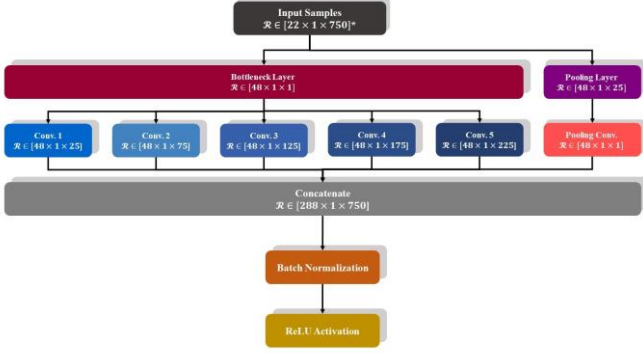 Input Samples
ℛ ∈ [22 × 1 × 750]*
Bottleneck Layer
ℛ ∈ [48 × 1 × 1]
Pooling Layer
ℛ ∈ [48 × 1 × 25]
Conv. 1
ℛ ∈ [48 × 1 × 25]
Conv. 2
ℛ ∈ [48 × 1 × 75]
Conv. 3
ℛ ∈ [48 × 1 × 125]
Conv. 4
ℛ ∈ [48 × 1 × 175]
Conv. 5
ℛ ∈ [48 × 1 × 225]
Pooling Conv.
ℛ ∈ [48 × 1 × 1]
Concatenate
ℛ ∈ [288 × 1 × 750]
Batch Normalization
ReLU Activation